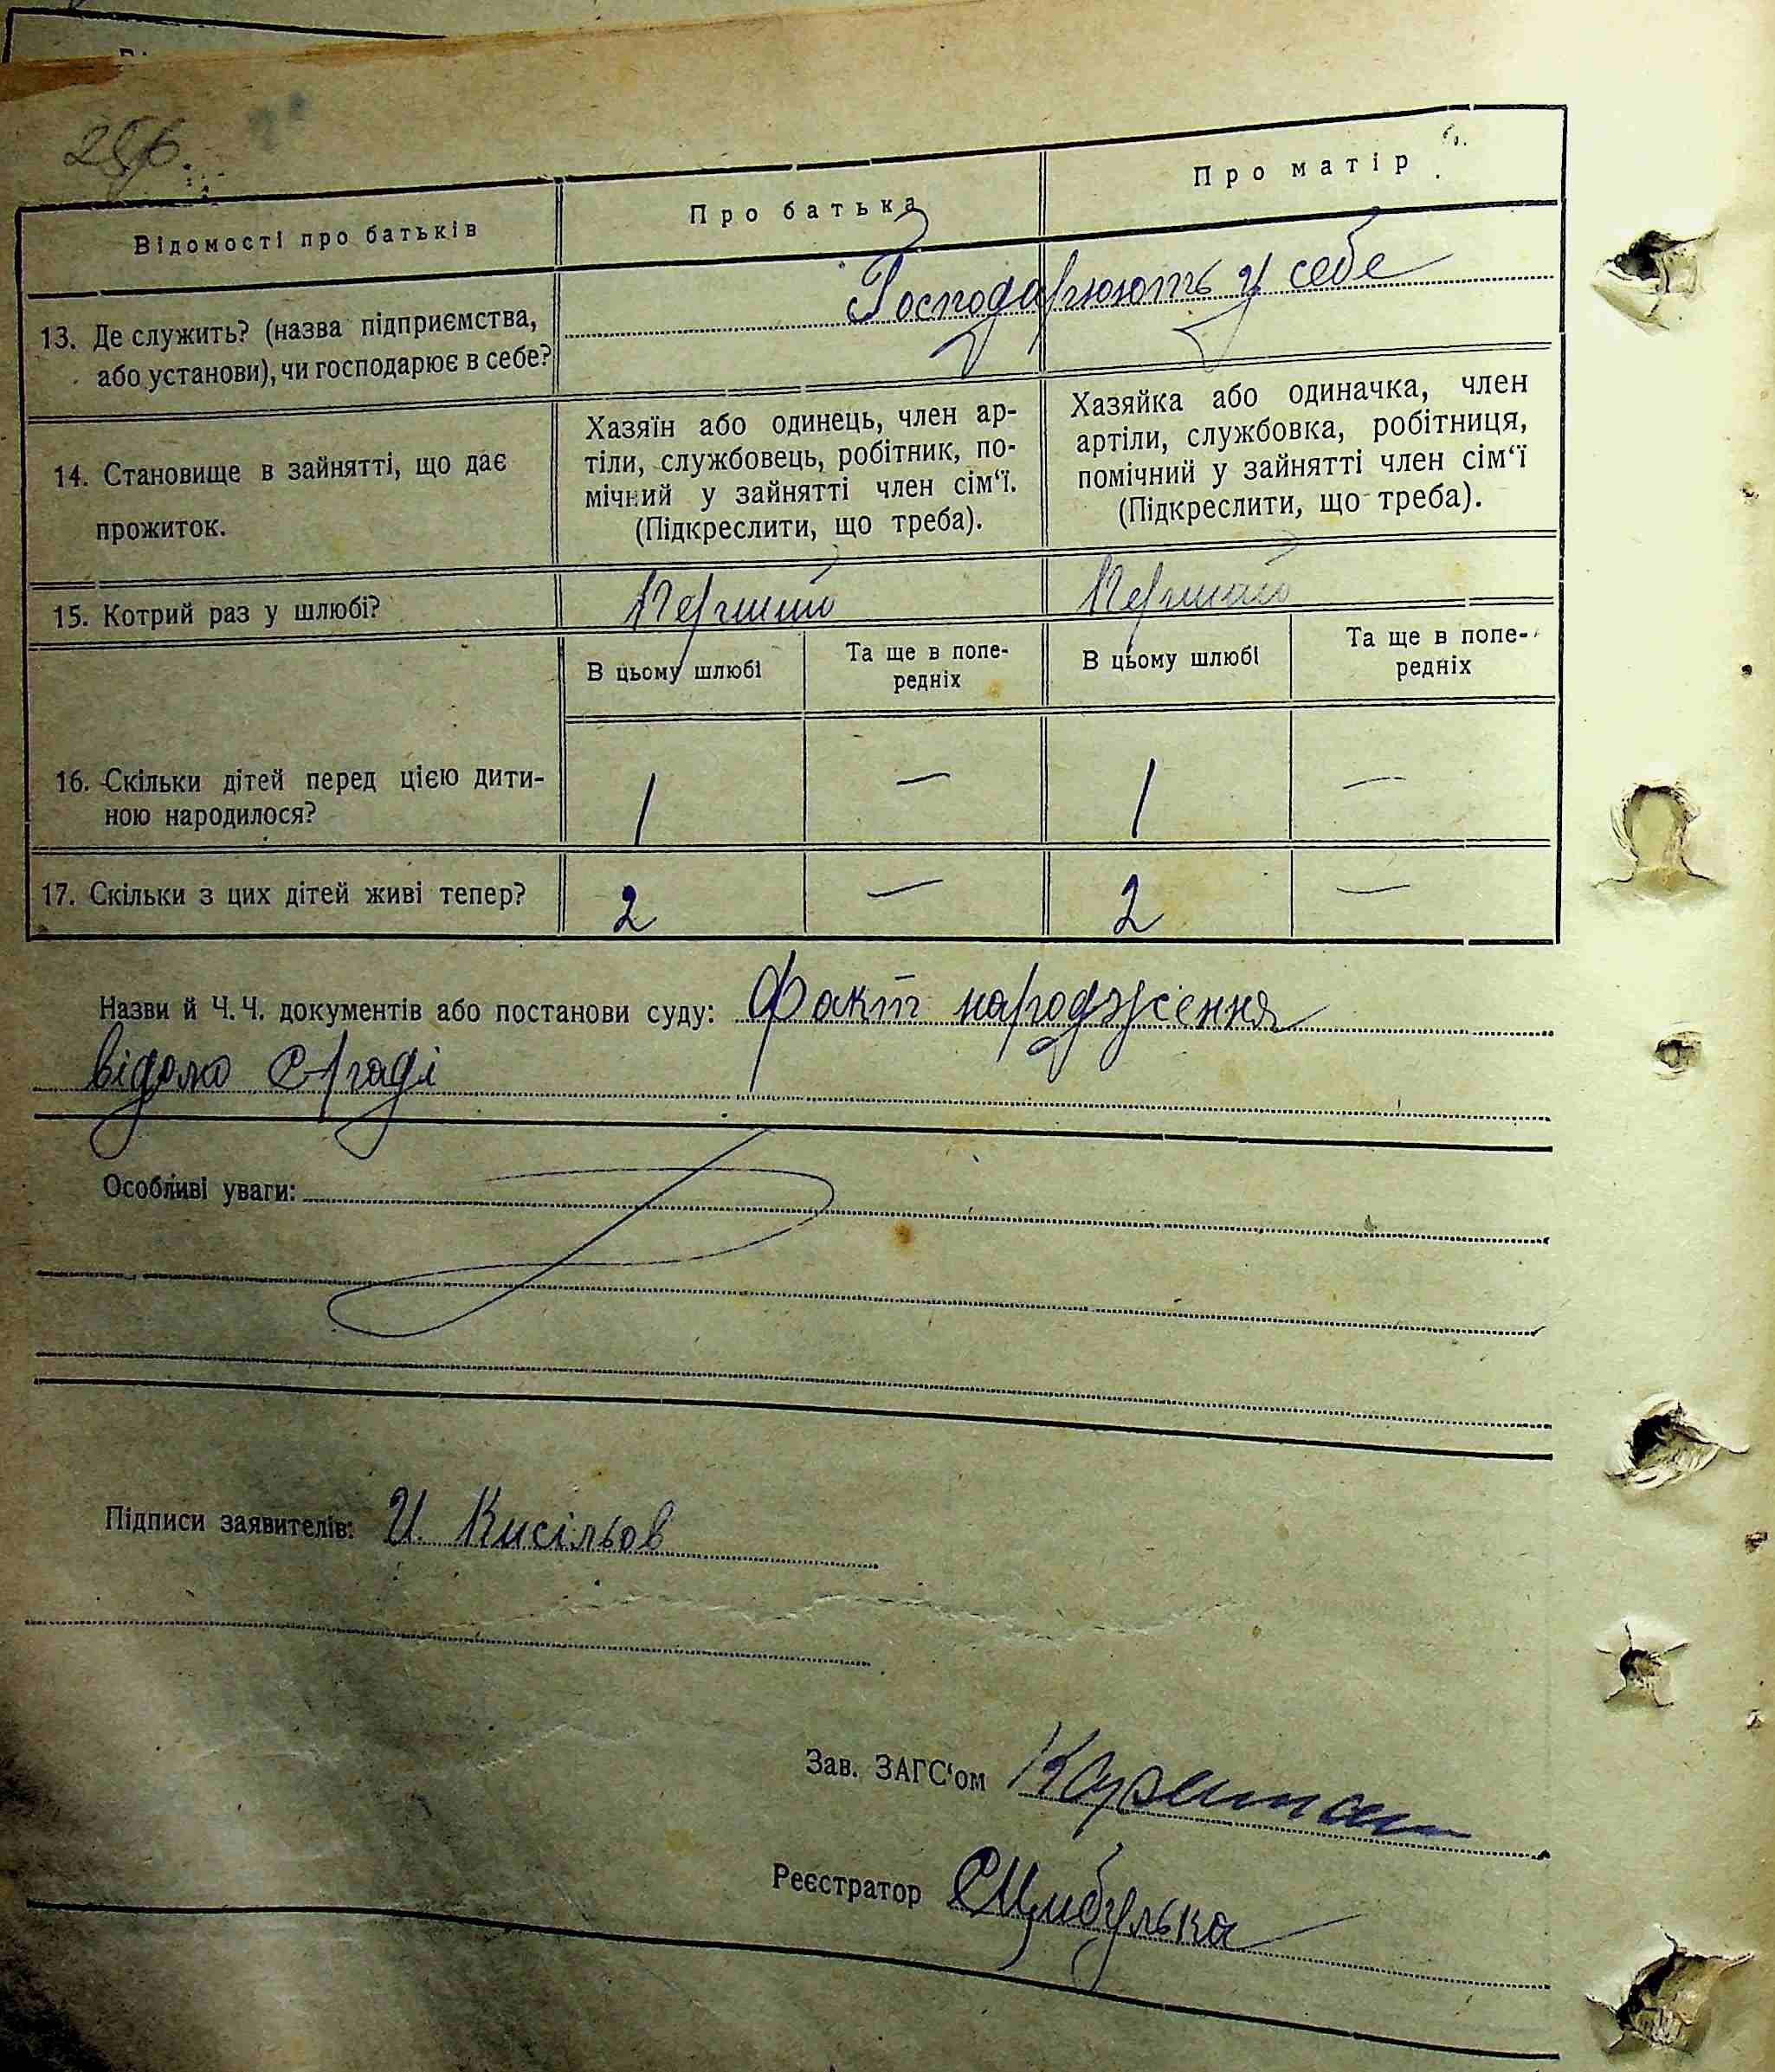 Про батька Про матір
Відомості про батьків
Господарюють у себе
13. Де служить? (назва підприємства,
або установи), чи господарює в себе?
14. Становище в зайнятті, що дає
прожиток.
Хазяїн або одинець, член ар-
тіли, службовець, робітник, по-
мічний у зайнятті член сім‘ї.
(Підкреслити, що треба).
Хазяйка або одиначка, член
артіли, службовка, робітниця,
помічний у зайнятті член сім‘ї
(Підкреслити, що треба).
15. Котрий раз у шлюбі? Перший Перший
В цьому шлюбі
Та ще в попе-
редніх
В цьому шлюбі
Та ще в попе-
редніх
16. Скільки дітей перед цією дити-
ною народилося?
1 — 1 —
17. Скільки з цих дітей живі тепер? 2 — 2 —
Назви й Ч. Ч. документів або постанови суду: Факт народження
відомо с/раді
Особливі уваги:
Підписи заявителів: И. Кисільов
Зав. ЗАГС‘ом
Реєстратор Цибулька